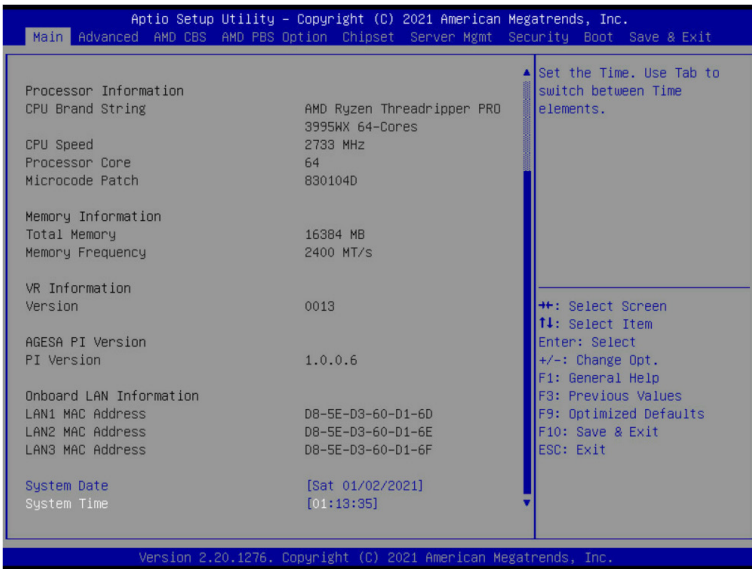 Aptio Setup Utility – Copyright (C) 2021 American Megatrends, Inc.
Main Advanced AMD CBS AMD PBS Option Chipset Server Mgmt Security Boot Save & Exit
Processor Information
CPU Brand String AMD Ryzen Threadripper PRO
3995WX 64-Cores
CPU Speed 2733 MHz
Processor Core 64
Microcode Patch 830104D
Memory Information
Total Memory 16384 MB
Memory Frequency 2400 MT/s
VR Information
Version 0013
AGESA PI Version
PI Version 1.0.0.6
Onboard LAN Information
LAN1 MAC Address D8-5E-D3-60-D1-6D
LAN2 MAC Address D8-5E-D3-60-D1-6E
LAN3 MAC Address D8-5E-D3-60-D1-6F
System Date [Sat 01/02/2021]
System Time [01:13:35]
Set the Time. Use Tab to
switch between Time
elements.
→←: Select Screen
↑↓: Select Item
Enter: Select
+/-: Change Opt.
F1: General Help
F3: Previous Values
F9: Optimized Defaults
F10: Save & Exit
ESC: Exit
Version 2.20.1276. Copyright (C) 2021 American Megatrends, Inc.